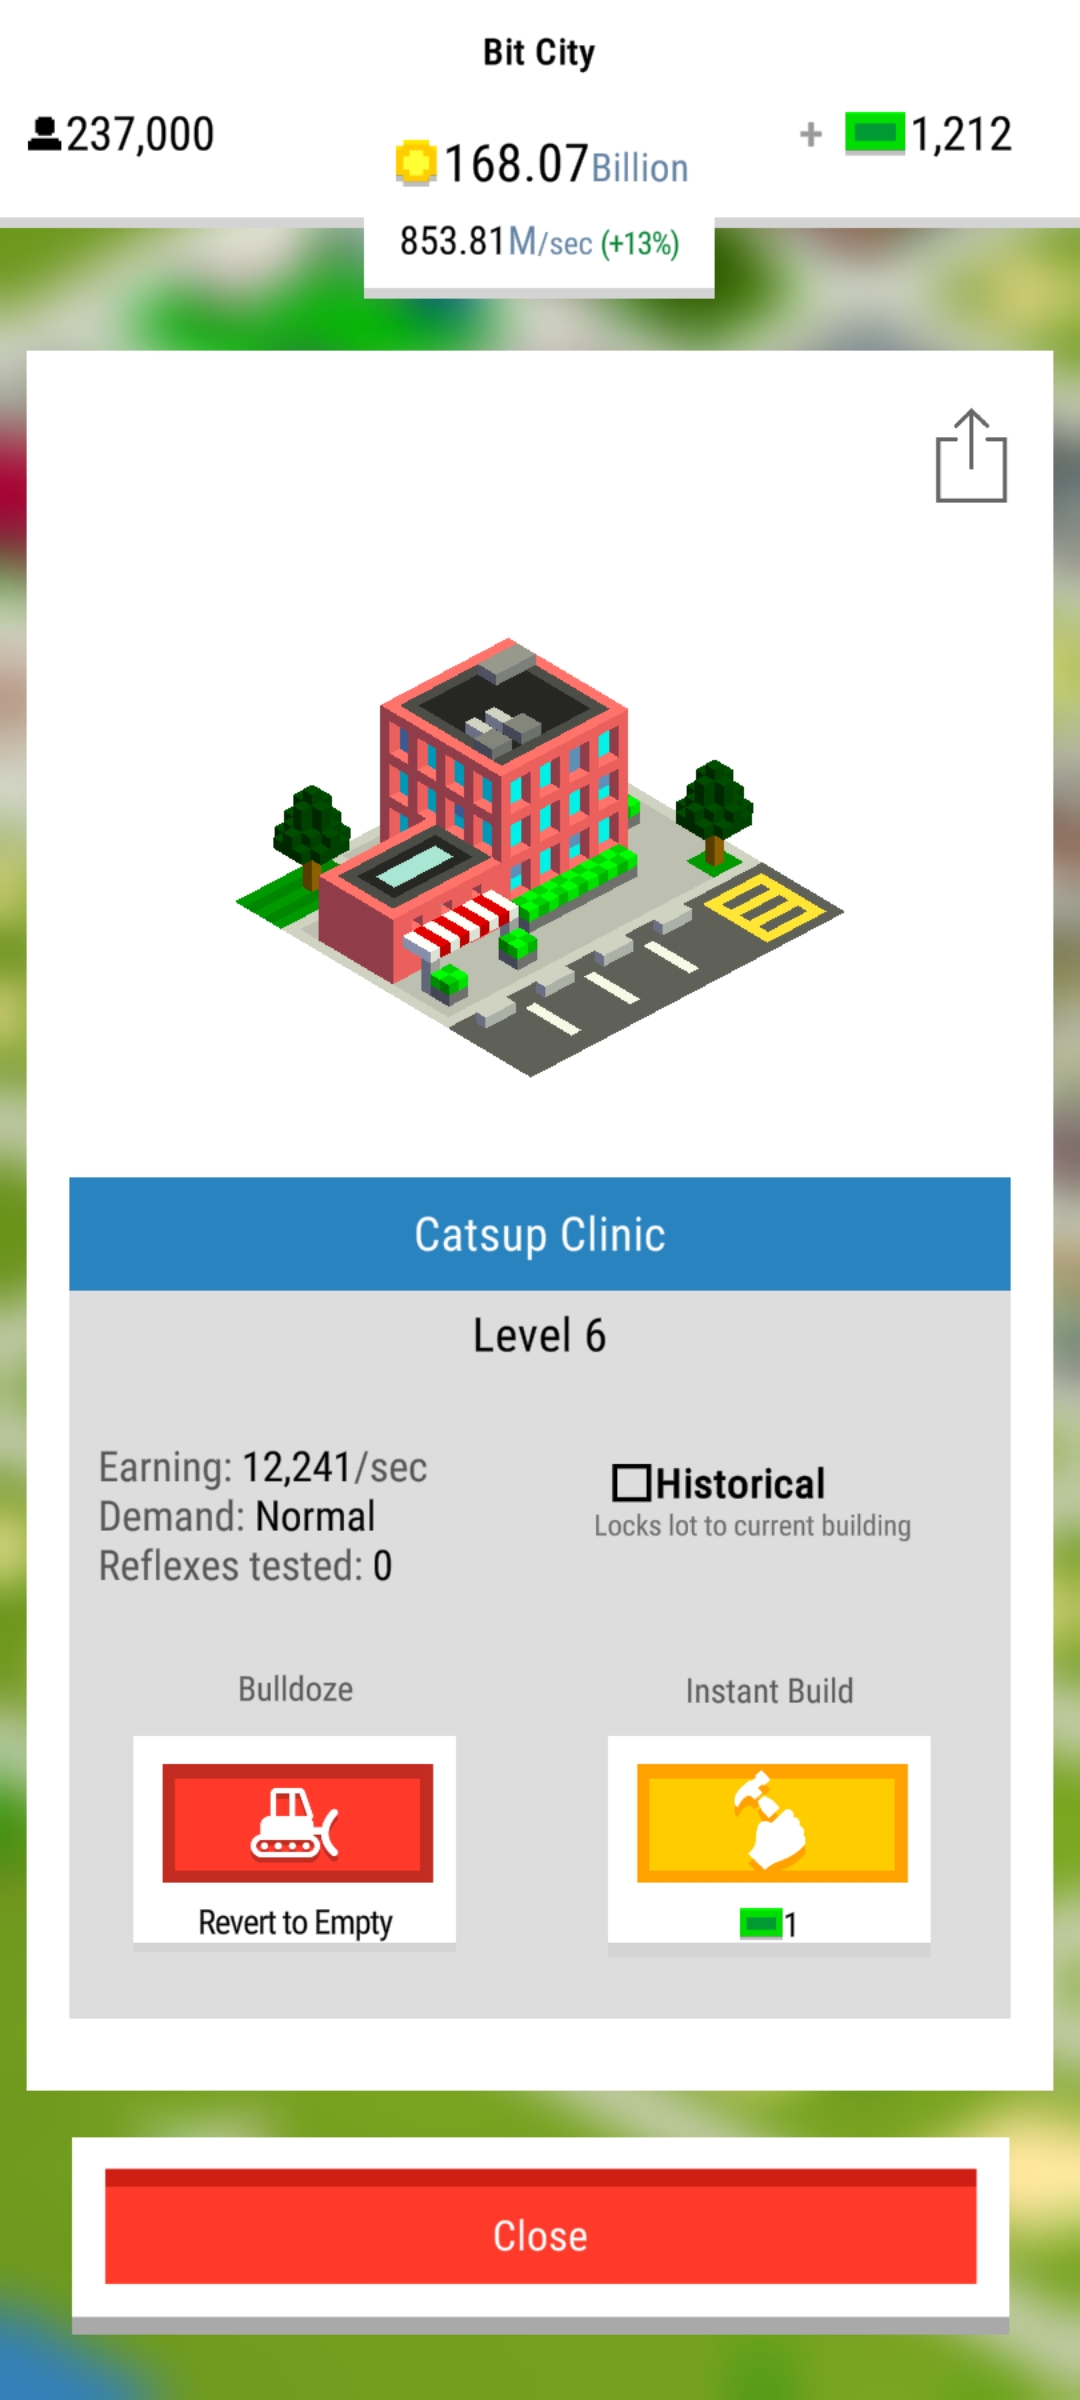 Bit City
237,000
168.07Billion
+ 1,212
853.81M/sec (+13%)
Catsup Clinic
Level 6
Earning: 12,241/sec
Demand: Normal
Reflexes tested: 0
Historical
Locks lot to current building
Bulldoze
Instant Build
Revert to Empty
1
Close